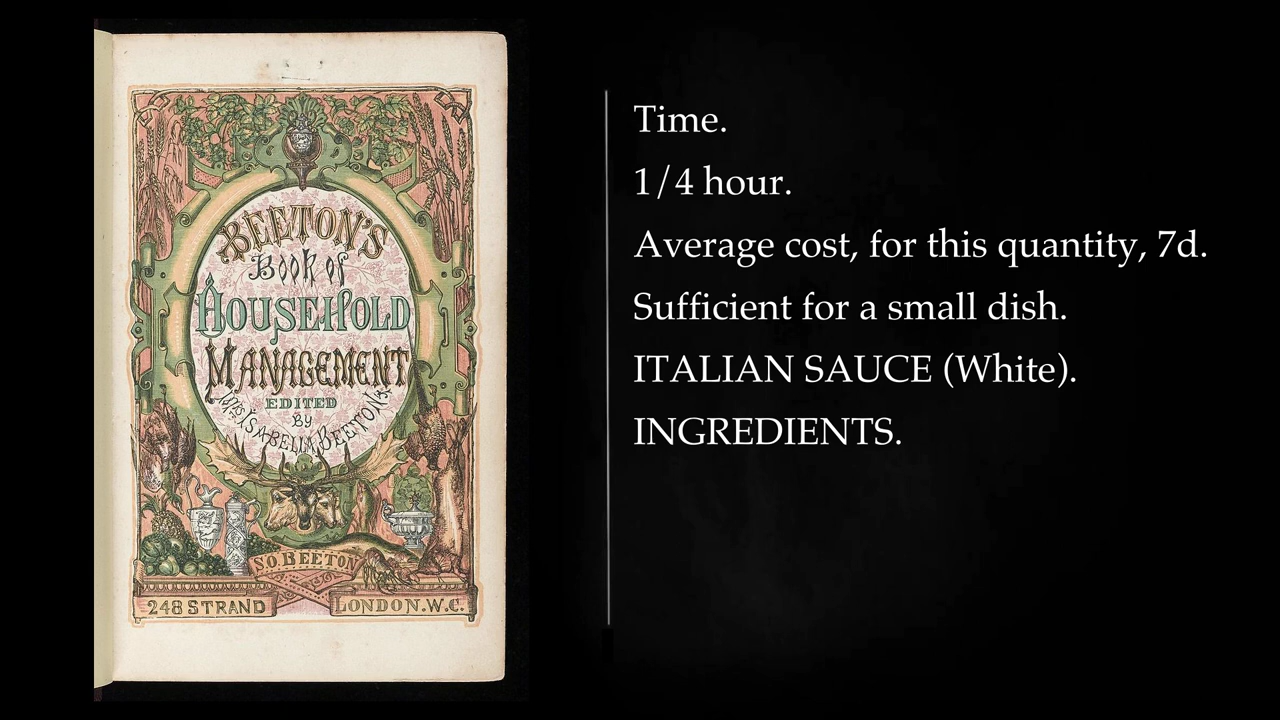 BEETON'S
Book of
HOUSEHOLD
MANAGEMENT
EDITED
BY
MRS ISABELLA BEETON
S.O. BEETON
248 STRAND
LONDON. W.C.
Time.
1/4 hour.
Average cost, for this quantity, 7d.
Sufficient for a small dish.
ITALIAN SAUCE (White).
INGREDIENTS.